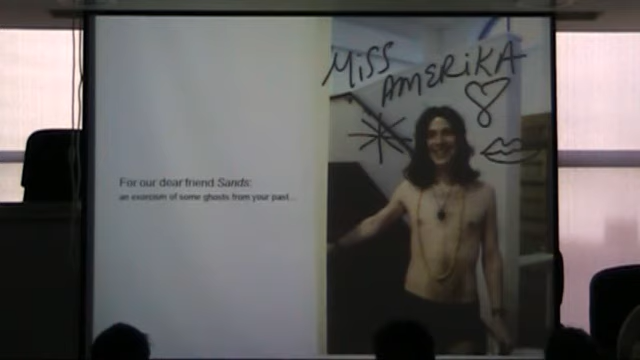 MiSS
AMERiKA
For our dear friend Sands:
an exorcism of some ghosts from your past...